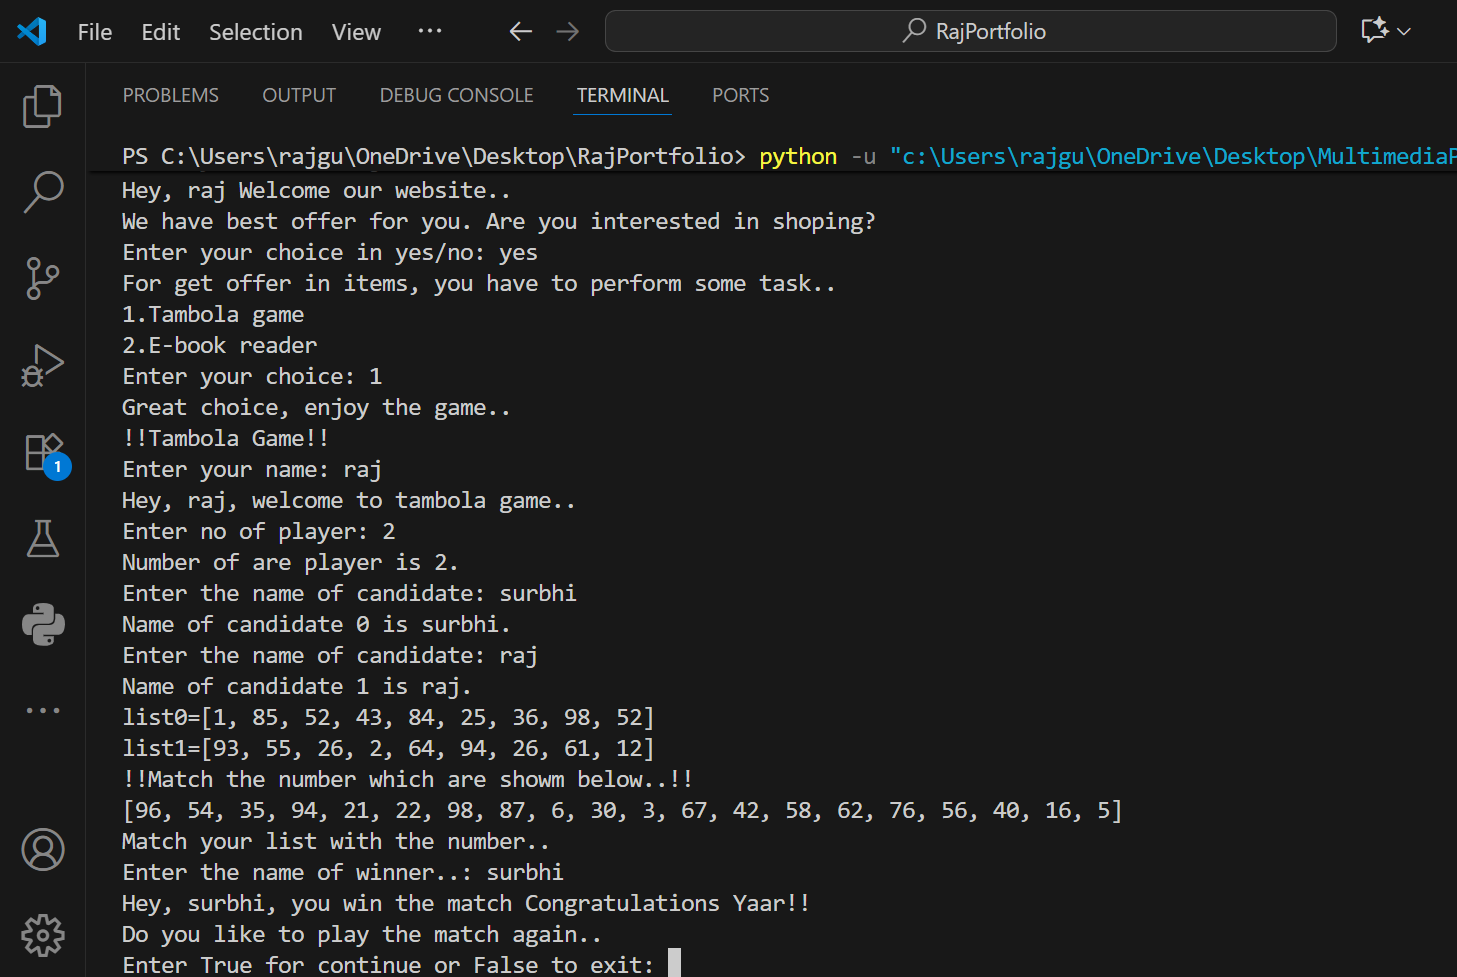 File Edit Selection View ··· RajPortfolio
PROBLEMS OUTPUT DEBUG CONSOLE TERMINAL PORTS
PS C:\Users\rajgu\OneDrive\Desktop\RajPortfolio> python -u "c:\Users\rajgu\OneDrive\Desktop\Multimedia
Hey, raj Welcome our website..
We have best offer for you. Are you interested in shoping?
Enter your choice in yes/no: yes
For get offer in items, you have to perform some task..
1.Tambola game
2.E-book reader
Enter your choice: 1
Great choice, enjoy the game..
!!Tambola Game!!
Enter your name: raj
Hey, raj, welcome to tambola game..
Enter no of player: 2
Number of are player is 2.
Enter the name of candidate: surbhi
Name of candidate 0 is surbhi.
Enter the name of candidate: raj
Name of candidate 1 is raj.
list0=[1, 85, 52, 43, 84, 25, 36, 98, 52]
list1=[93, 55, 26, 2, 64, 94, 26, 61, 12]
!!Match the number which are showm below..!!
[96, 54, 35, 94, 21, 22, 98, 87, 6, 30, 3, 67, 42, 58, 62, 76, 56, 40, 16, 5]
Match your list with the number..
Enter the name of winner..: surbhi
Hey, surbhi, you win the match Congratulations Yaar!!
Do you like to play the match again..
Enter True for continue or False to exit:
1